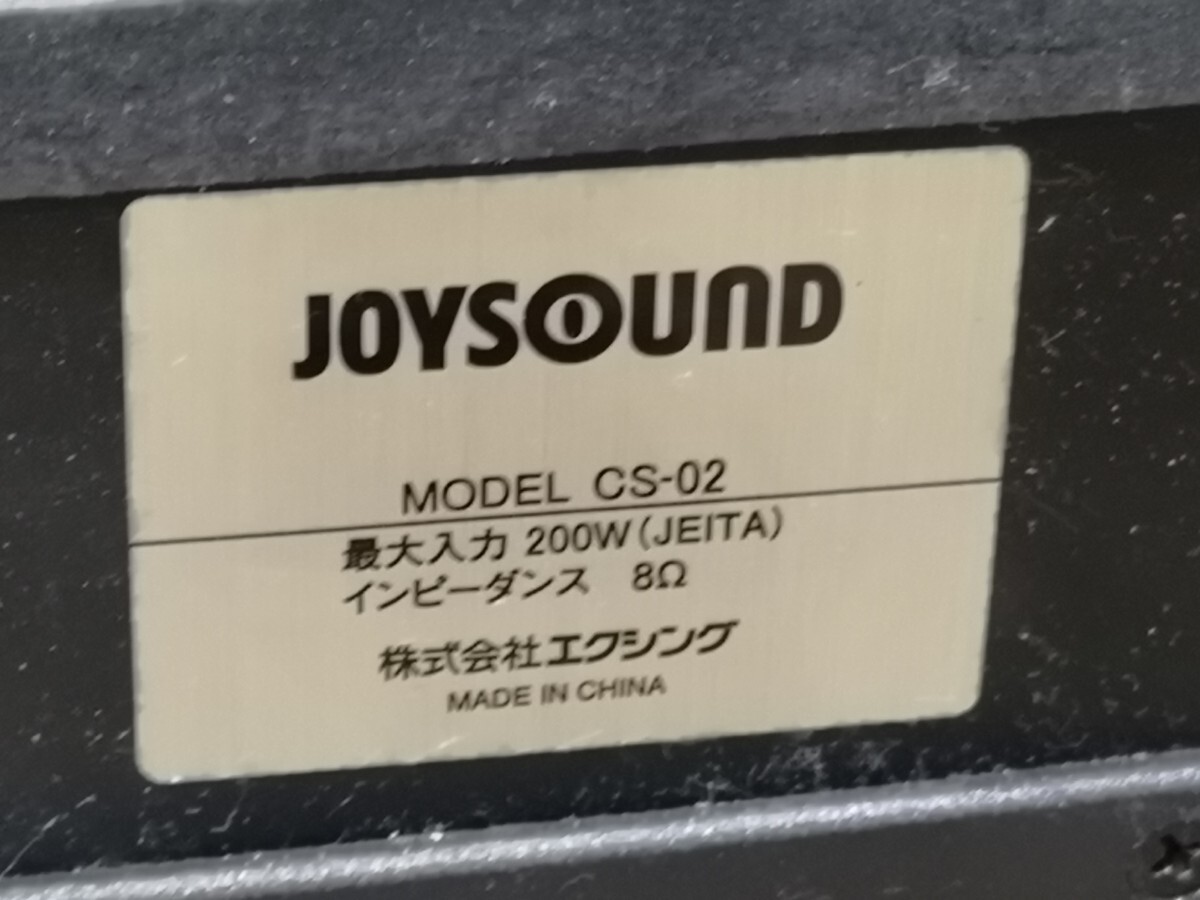 JOYSOUND
MODEL CS-02
最大入力 200W(JEITA)
インピーダンス 8Ω
株式会社エクシング
MADE IN CHINA